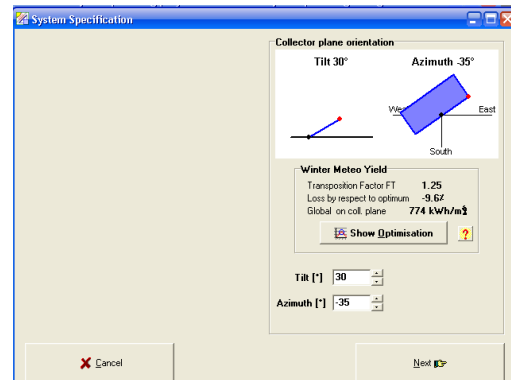 System Specification
Collector plane orientation
Tilt 30° Azimuth -35°
West East
South
Winter Meteo Yield
Transposition Factor FT 1.25
Loss by respect to optimum -9.6%
Global on coll. plane 774 kWh/m²
Show Optimisation ?
Tilt [°] 30
Azimuth [°] -35
Cancel Next